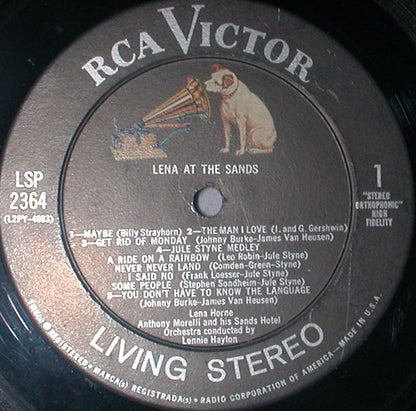 RCA VICTOR
LENA AT THE SANDS
LSP
2364
(L2PY-4083)
1
"STEREO
ORTHOPHONIC"
HIGH
FIDELITY
1—MAYBE (Billy Strayhorn) 2—THE MAN I LOVE (I. and G. Gershwin)
3—GET RID OF MONDAY (Johnny Burke-James Van Heusen)
4—JULE STYNE MEDLEY
A RIDE ON A RAINBOW (Leo Robin-Jule Styne)
NEVER NEVER LAND (Comden-Green-Styne)
I SAID NO (Frank Loesser-Jule Styne)
SOME PEOPLE (Stephen Sondheim-Jule Styne)
5—YOU DON'T HAVE TO KNOW THE LANGUAGE
(Johnny Burke-James Van Heusen)
Lena Horne
Anthony Morelli and his Sands Hotel
Orchestra conducted by
Lennie Hayton
LIVING STEREO
TMK(s) ® REGISTERED • MARCA(s) REGISTRADA(s) • RADIO CORPORATION OF AMERICA—MADE IN U.S.A.